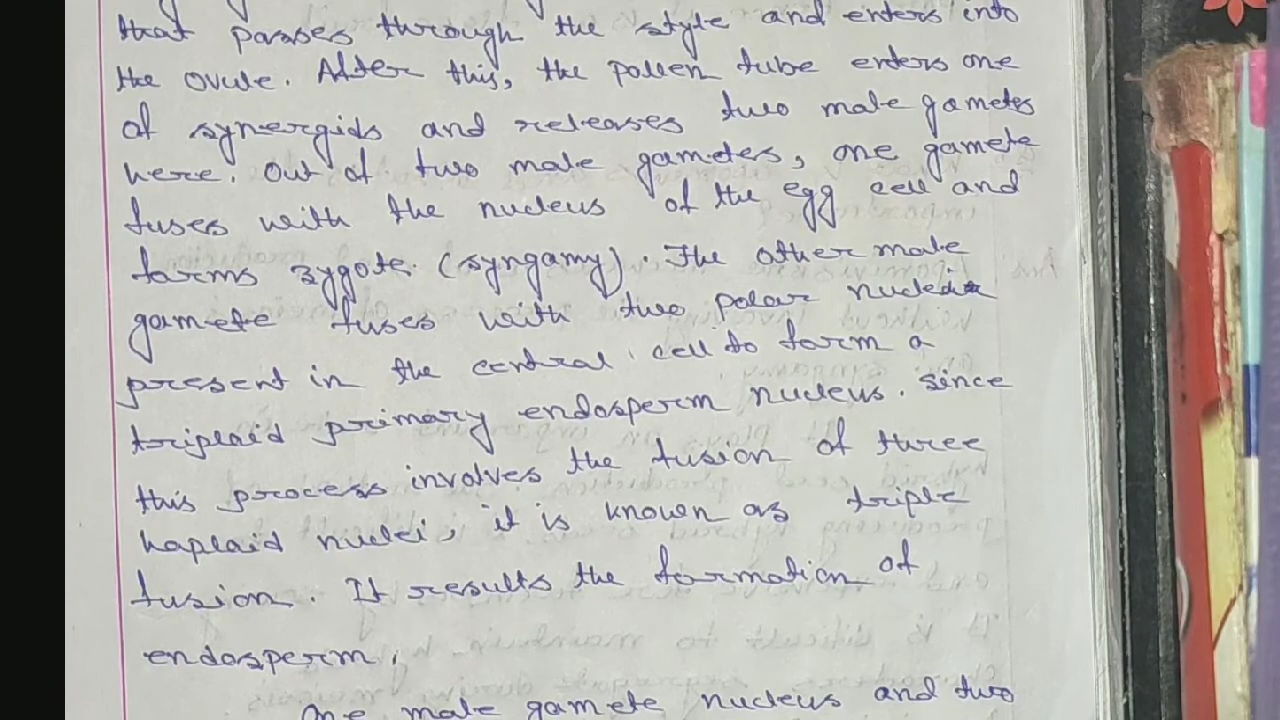 that passes through the style and enters into
the ovule. After this, the pollen tube enters one
of synergids and releases two male gametes
here. Out of two male gametes, one gamete
fuses with the nucleus of the egg cell and
forms zygote. (syngamy). The other male
gamete fuses with two polar nuclei
present in the central cell to form a
triploid primary endosperm nucleus. Since
this process involves the fusion of three
haploid nuclei, it is known as triple
fusion. It results the formation of
endosperm.
One male gamete nucleus and two